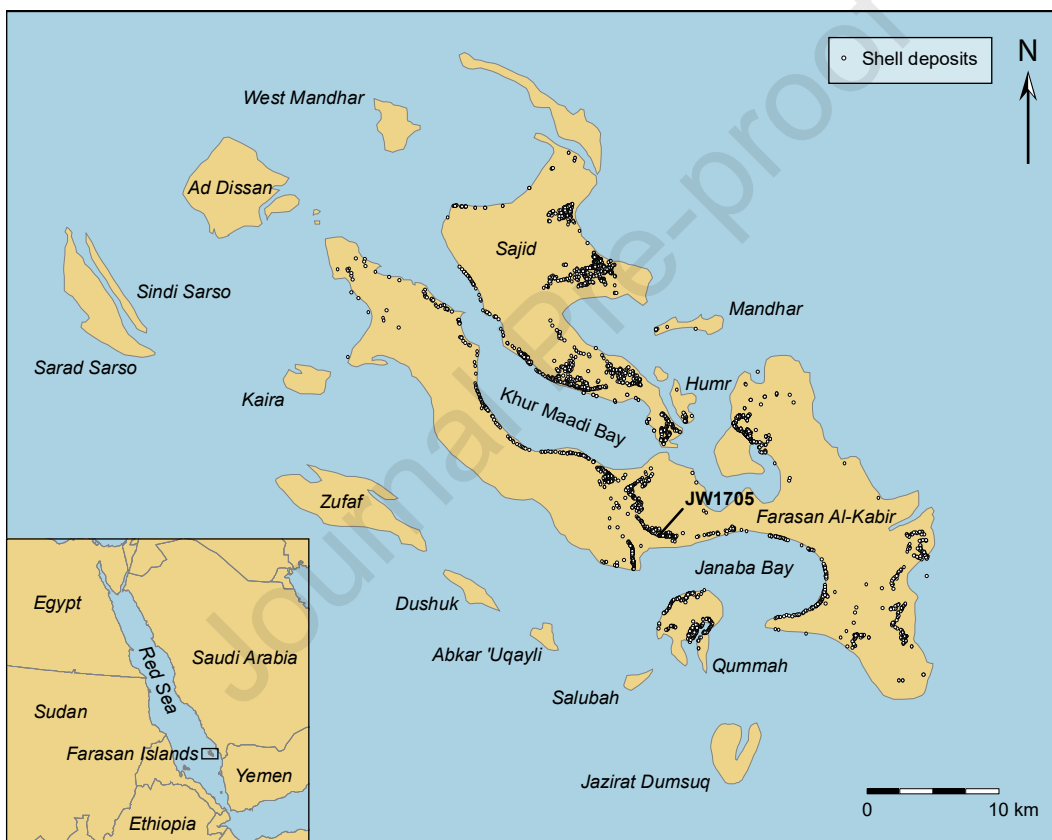 Shell deposits
N
West Mandhar
Ad Dissan
Sajid
Sindi Sarso
Mandhar
Sarad Sarso
Kaira
Humr
Khur Maadi Bay
Zufaf
JW1705
Farasan Al-Kabir
Janaba Bay
Dushuk
Abkar 'Uqayli
Qummah
Salubah
Jazirat Dumsuq
0 10 km
Egypt
Saudi Arabia
Red Sea
Sudan
Farasan Islands
Yemen
Ethiopia
Journal Pre-proof